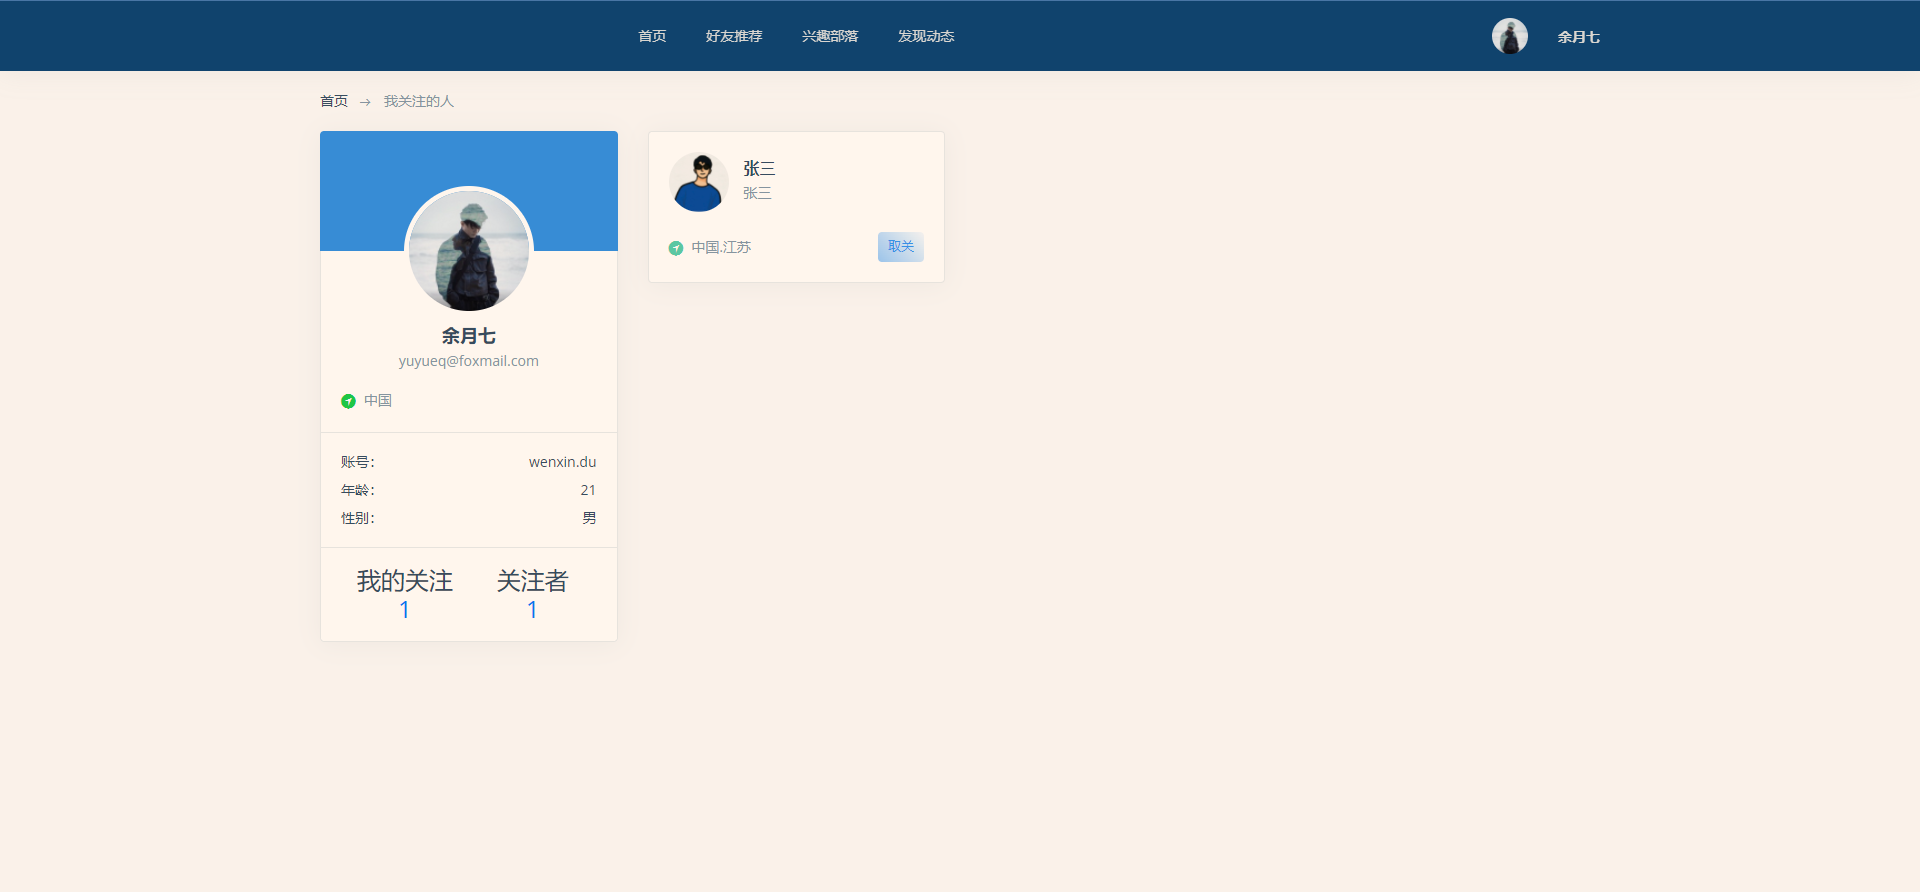 首页 好友推荐 兴趣部落 发现动态 余月七
首页 → 我关注的人
余月七
yuyueq@foxmail.com
中国
账号： wenxin.du
年龄： 21
性别： 男
我的关注 关注者
1 1
张三
张三
中国.江苏 取关